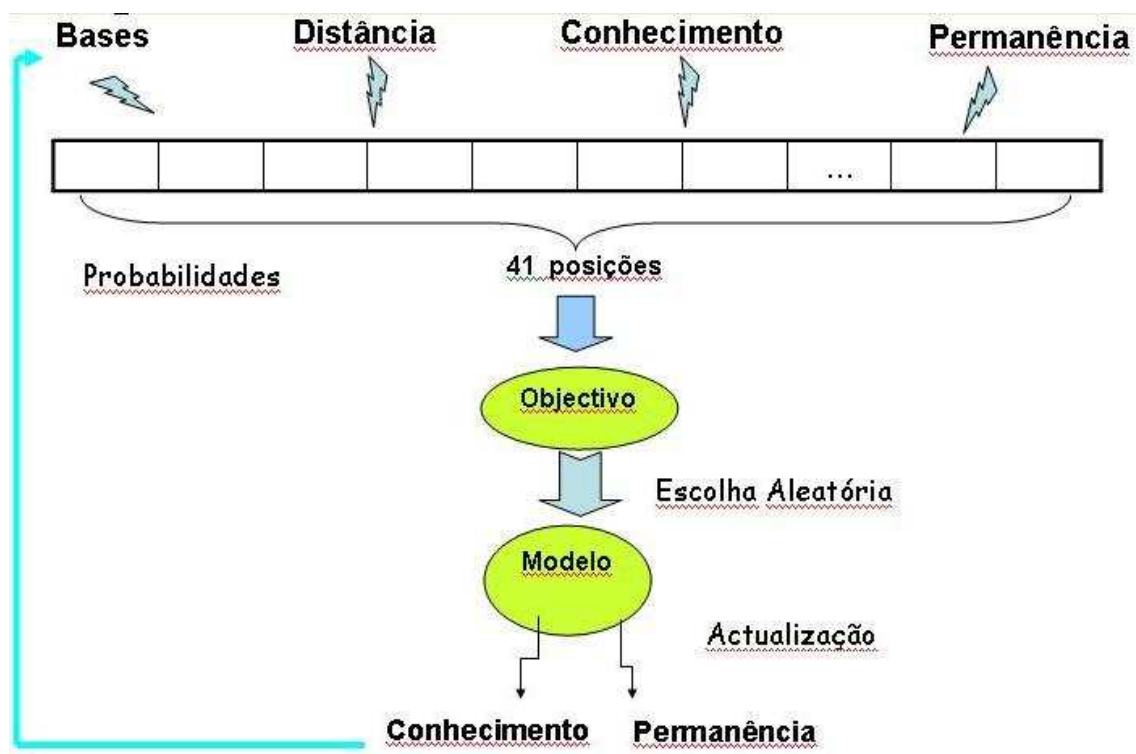 Bases Distância Conhecimento Permanência
...
Probabilidades 41 posições
Objectivo
Escolha Aleatória
Modelo
Actualização
Conhecimento Permanência